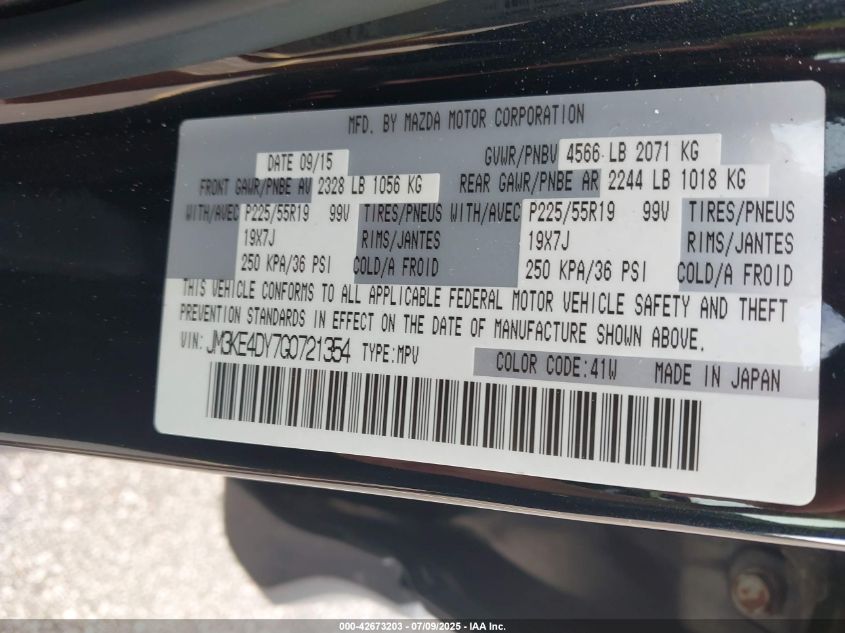 MFD. BY MAZDA MOTOR CORPORATION
DATE 09/15 GVWR/PNBV 4566 LB 2071 KG
FRONT GAWR/PNBE AV 2328 LB 1056 KG REAR GAWR/PNBE AR 2244 LB 1018 KG
WITH/AVEC P225/55R19 99V TIRES/PNEUS WITH/AVEC P225/55R19 99V TIRES/PNEUS
19X7J RIMS/JANTES 19X7J RIMS/JANTES
250 KPA/36 PSI COLD/A FROID 250 KPA/36 PSI COLD/A FROID
THIS VEHICLE CONFORMS TO ALL APPLICABLE FEDERAL MOTOR VEHICLE SAFETY AND THEFT
PREVENTION STANDARDS IN EFFECT ON THE DATE OF MANUFACTURE SHOWN ABOVE.
VIN: JM3KE4DY7G0721354 TYPE:MPV
COLOR CODE:41W MADE IN JAPAN
000-42673203 - 07/09/2025 - IAA Inc.